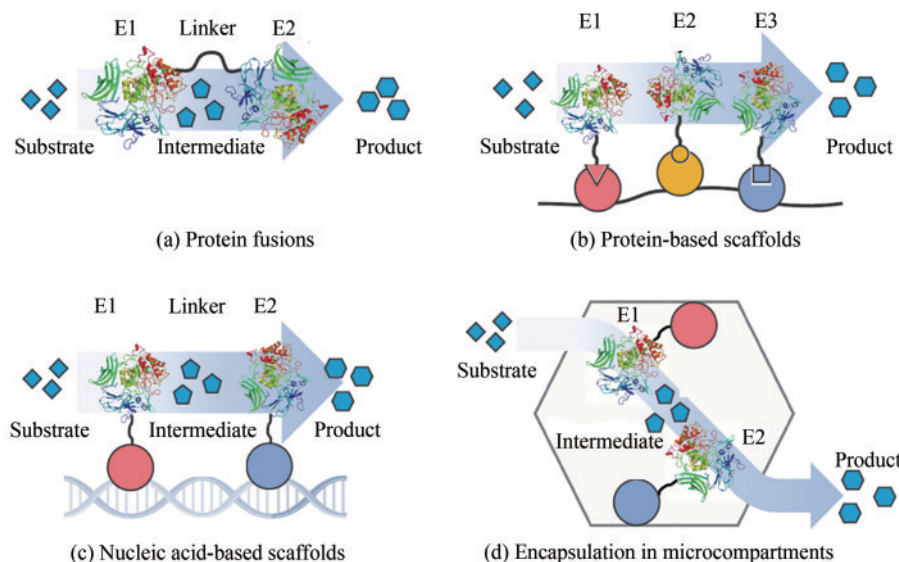 E1 Linker E2
Substrate Intermediate Product
(a) Protein fusions
E1 E2 E3
Substrate Product
(b) Protein-based scaffolds
E1 Linker E2
Substrate Intermediate Product
(c) Nucleic acid-based scaffolds
E1
Substrate
Intermediate E2
Product
(d) Encapsulation in microcompartments